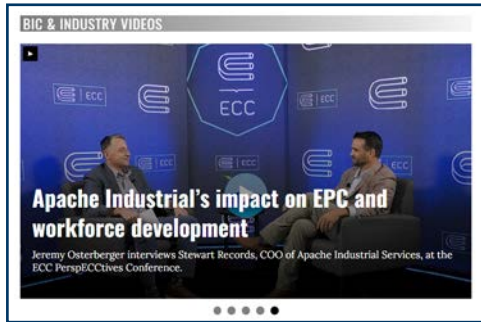 BIC & INDUSTRY VIDEOS
ECC
ECC
ECC
ECC
ECC
Apache Industrial's impact on EPC and
workforce development
Jeremy Osterberger interviews Stewart Records, COO of Apache Industrial Services, at the
ECC PerspECCtives Conference.